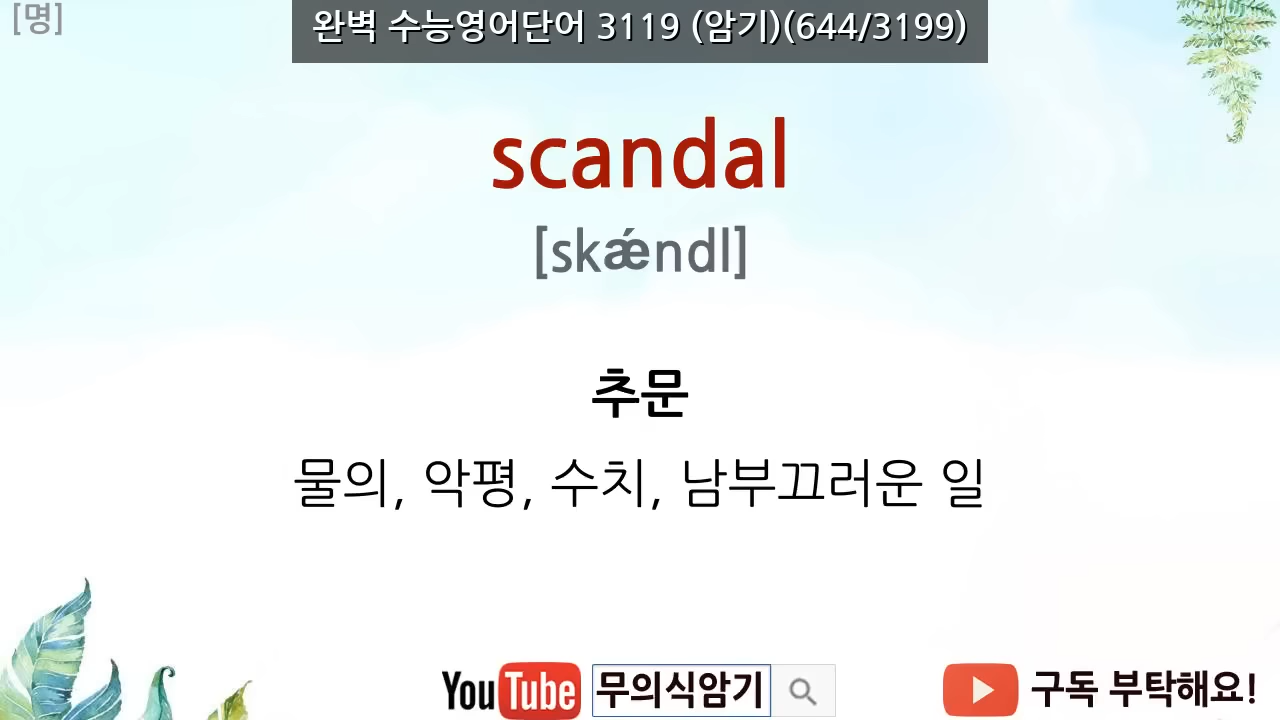 [명]
완벽 수능영어단어 3119 (암기)(644/3199)
scandal
[skǽndl]
추문
물의, 악평, 수치, 남부끄러운 일
YouTube 무의식암기
구독 부탁해요!